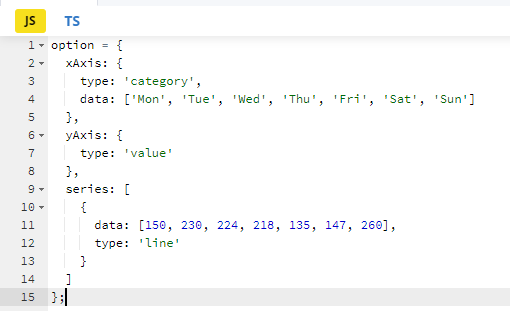 JS TS
1 option = {
2   xAxis: {
3     type: 'category',
4     data: ['Mon', 'Tue', 'Wed', 'Thu', 'Fri', 'Sat', 'Sun']
5   },
6   yAxis: {
7     type: 'value'
8   },
9   series: [
10     {
11       data: [150, 230, 224, 218, 135, 147, 260],
12       type: 'line'
13     }
14   ]
15 };